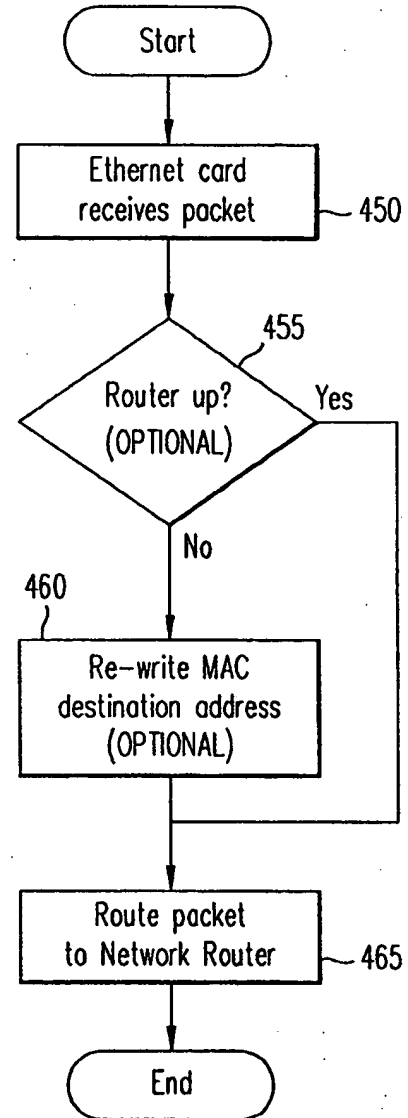 Start
Ethernet card
receives packet
450
455
Router up?
(OPTIONAL)
Yes
No
460
Re-write MAC
destination address
(OPTIONAL)
Route packet
to Network Router
465
End